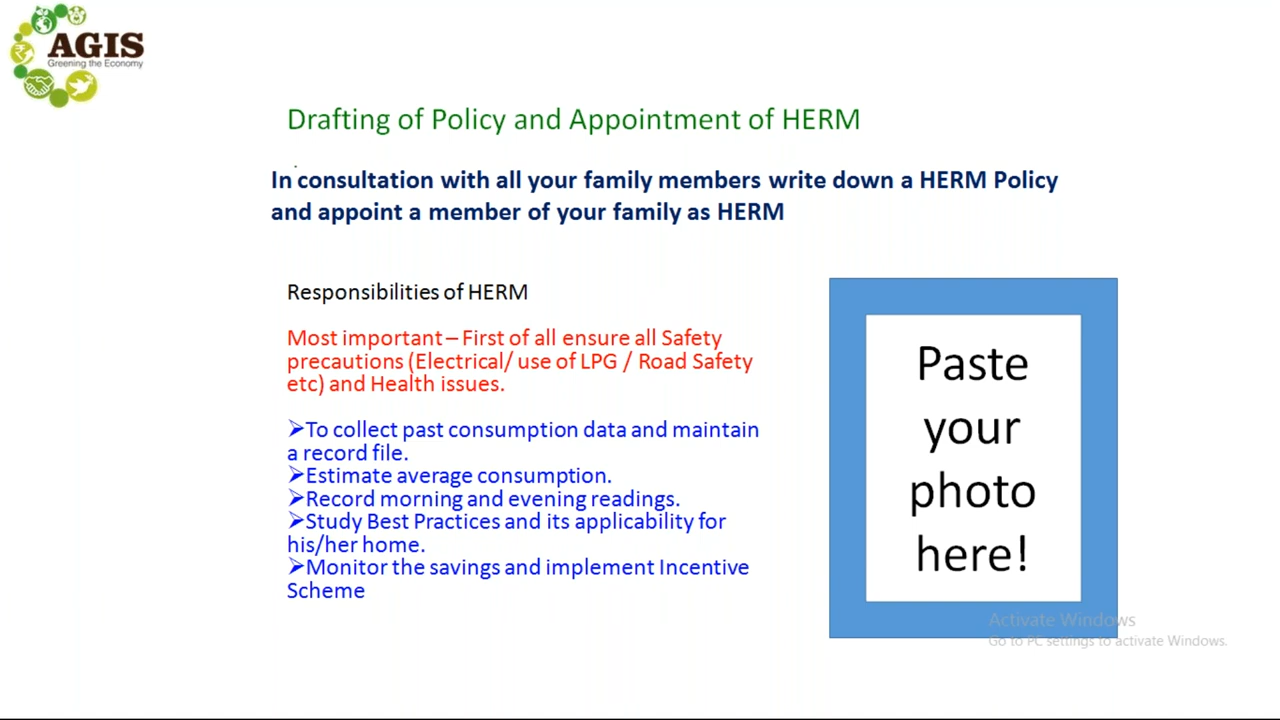 AGIS
Greening the Economy
Drafting of Policy and Appointment of HERM
In consultation with all your family members write down a HERM Policy
and appoint a member of your family as HERM
Responsibilities of HERM
Most important – First of all ensure all Safety
precautions (Electrical/ use of LPG / Road Safety
etc) and Health issues.
➢To collect past consumption data and maintain
a record file.
➢Estimate average consumption.
➢Record morning and evening readings.
➢Study Best Practices and its applicability for
his/her home.
➢Monitor the savings and implement Incentive
Scheme
Paste
your
photo
here!
Activate Windows
Go to PC settings to activate Windows.